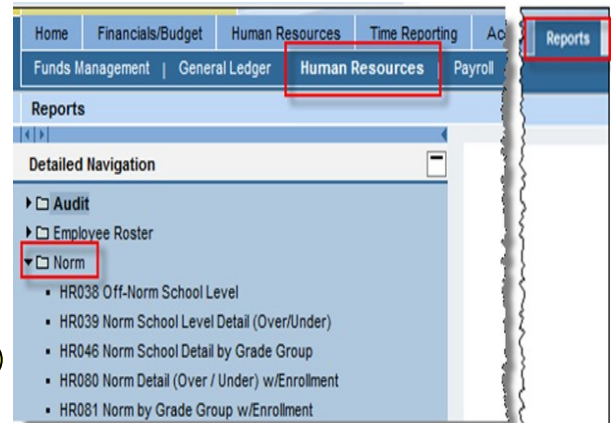 Home Financials/Budget Human Resources Time Reporting Ac Reports
Funds Management | General Ledger Human Resources | Payroll
Reports
Detailed Navigation
Audit
Employee Roster
Norm
HR038 Off-Norm School Level
HR039 Norm School Level Detail (Over/Under)
HR046 Norm School Detail by Grade Group
HR080 Norm Detail (Over / Under) w/Enrollment
HR081 Norm by Grade Group w/Enrollment